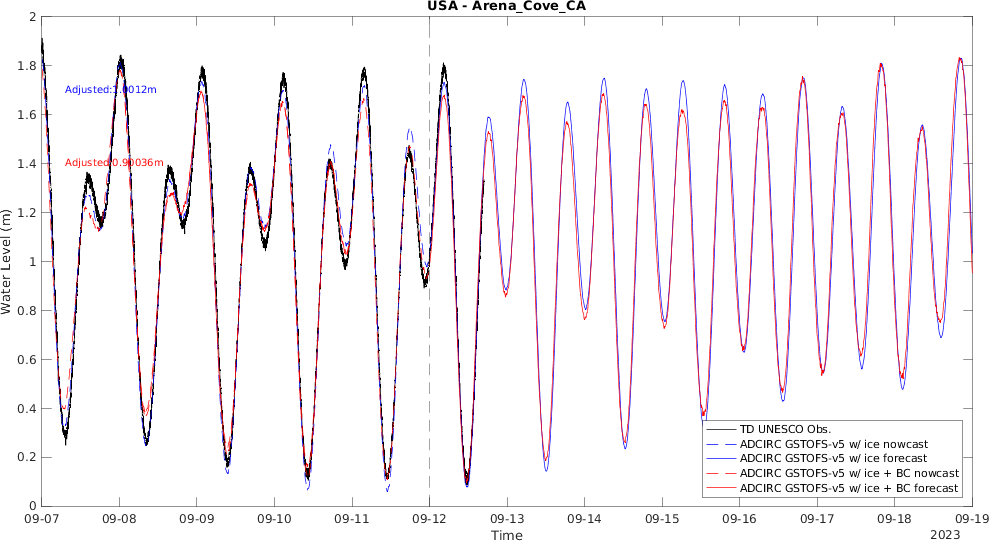 USA - Arena_Cove_CA
2
1.8
1.6
1.4
1.2
1
0.8
0.6
0.4
0.2
0
Water Level (m)
Adjusted:1.0012m
Adjusted:0.90036m
TD UNESCO Obs.
ADCIRC GSTOFS-v5 w/ ice nowcast
ADCIRC GSTOFS-v5 w/ ice forecast
ADCIRC GSTOFS-v5 w/ ice + BC nowcast
ADCIRC GSTOFS-v5 w/ ice + BC forecast
09-07 09-08 09-09 09-10 09-11 09-12 09-13 09-14 09-15 09-16 09-17 09-18 09-19
Time
2023